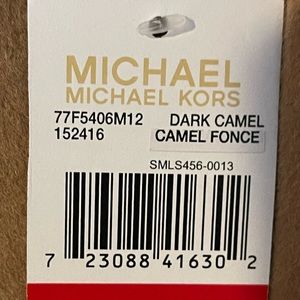 MICHAEL
MICHAEL KORS
77F5406M12 DARK CAMEL
152416 CAMEL FONCE
SMLS456-0013
7 23088 41630 2